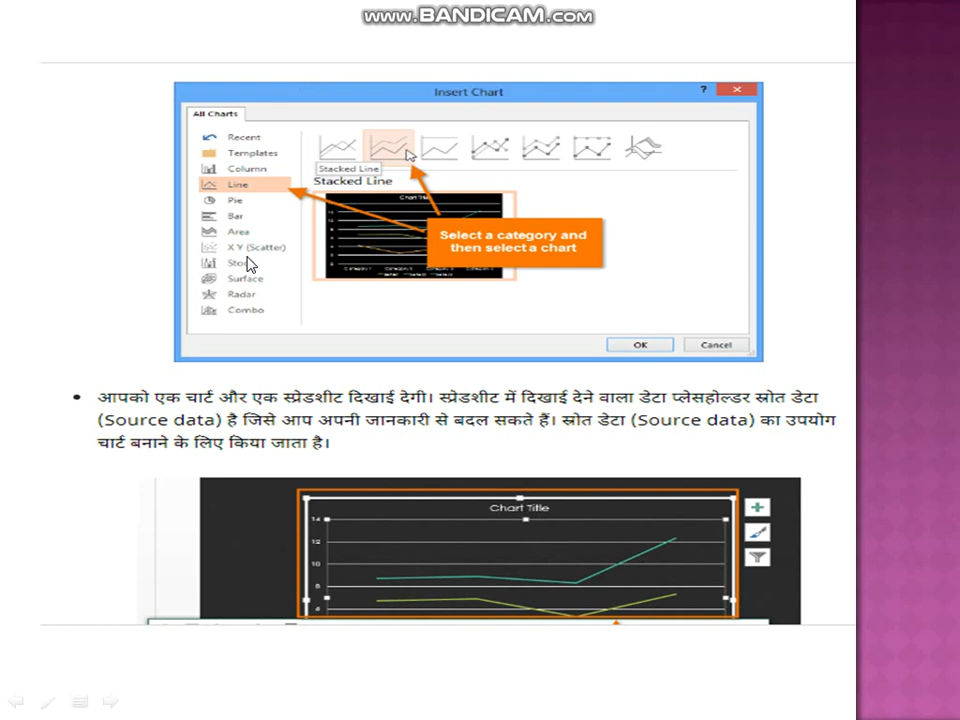 www.BANDICAM.com
Insert Chart
All Charts
Recent
Templates
Column
Line
Pie
Bar
Area
X Y (Scatter)
Surface
Radar
Combo
Stacked Line
Stacked Line
Chart
Select a category and
then select a chart
OK
Cancel
आपको एक चार्ट और एक स्प्रेडशीट दिखाई देगी। स्प्रेडशीट में दिखाई देने वाला डेटा प्लेसहोल्डर स्रोत डेटा
(Source data) है जिसे आप अपनी जानकारी से बदल सकते हैं। स्रोत डेटा (Source data) का उपयोग
चार्ट बनाने के लिए किया जाता है।
Chart Title
14
12
10
8